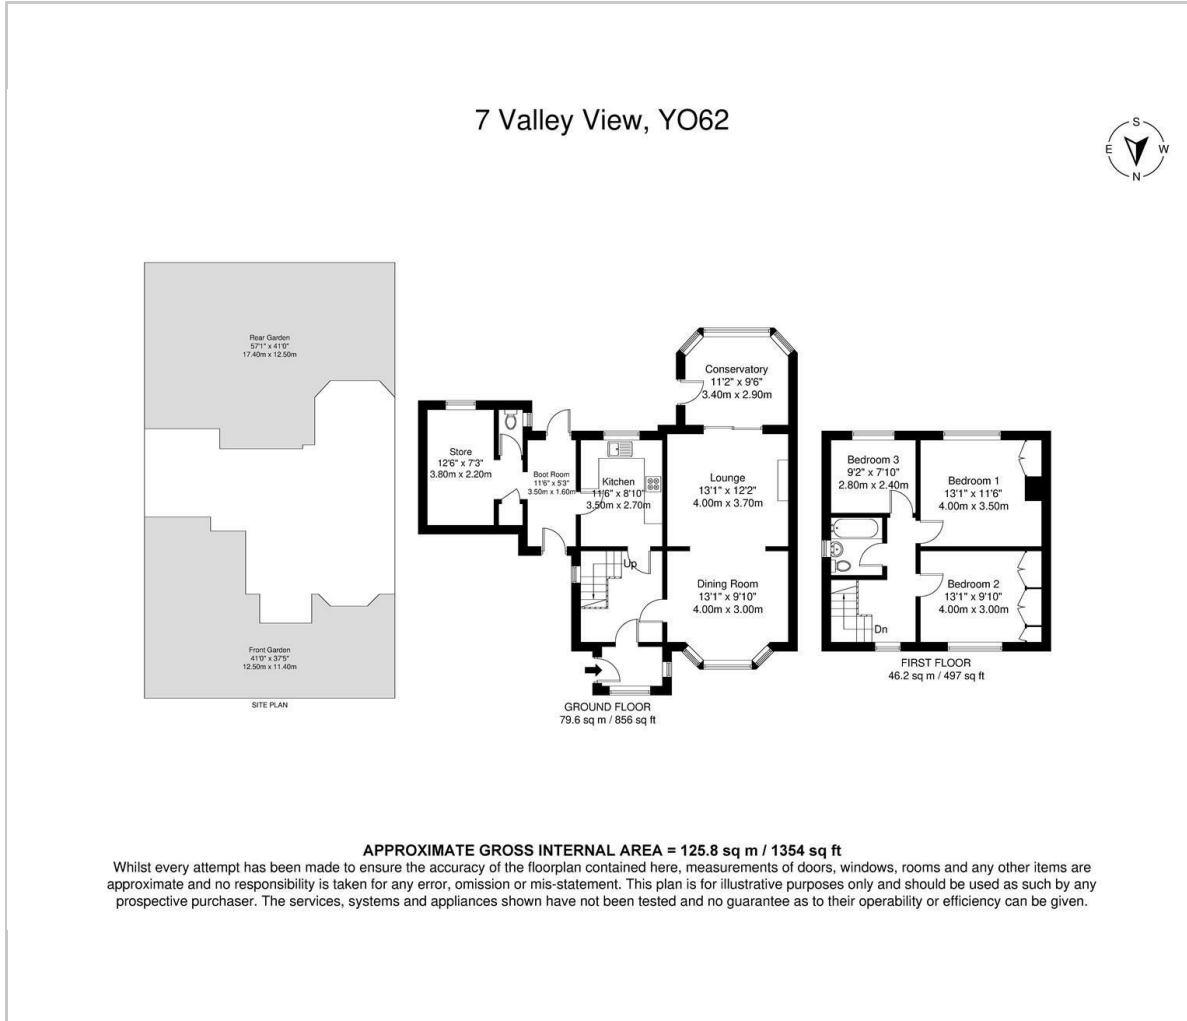 7 Valley View, YO62
S
E W
N
Rear Garden
57'1" x 41'0"
17.40m x 12.50m
Front Garden
41'0" x 37'5"
12.50m x 11.40m
SITE PLAN
Conservatory
11'2" x 9'6"
3.40m x 2.90m
Store
12'6" x 7'3"
3.80m x 2.20m
Boot Room
11'6" x 5'3"
3.50m x 1.60m
Kitchen
11'6" x 8'10"
3.50m x 2.70m
Lounge
13'1" x 12'2"
4.00m x 3.70m
Up
Dining Room
13'1" x 9'10"
4.00m x 3.00m
GROUND FLOOR
79.6 sq m / 856 sq ft
Bedroom 3
9'2" x 7'10"
2.80m x 2.40m
Bedroom 1
13'1" x 11'6"
4.00m x 3.50m
Bedroom 2
13'1" x 9'10"
4.00m x 3.00m
Dn
FIRST FLOOR
46.2 sq m / 497 sq ft
APPROXIMATE GROSS INTERNAL AREA = 125.8 sq m / 1354 sq ft
Whilst every attempt has been made to ensure the accuracy of the floorplan contained here, measurements of doors, windows, rooms and any other items are
approximate and no responsibility is taken for any error, omission or mis-statement. This plan is for illustrative purposes only and should be used as such by any
prospective purchaser. The services, systems and appliances shown have not been tested and no guarantee as to their operability or efficiency can be given.